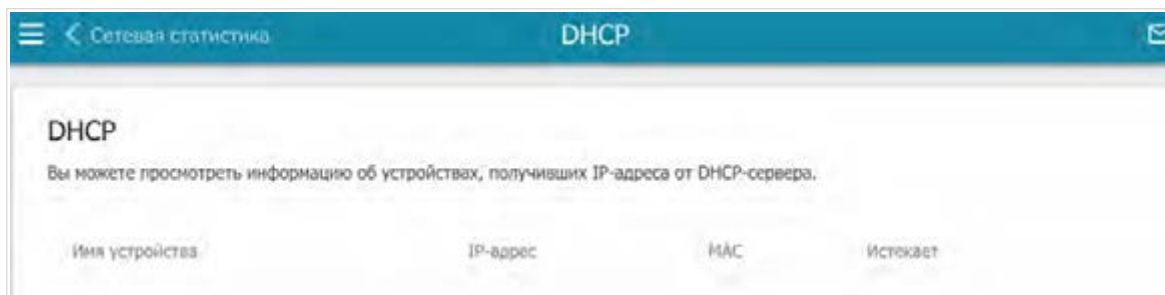 Сетевая статистика DHCP
DHCP
Вы можете просмотреть информацию об устройствах, получивших IP-адреса от DHCP-сервера.
Имя устройства IP-адрес MAC Истекает